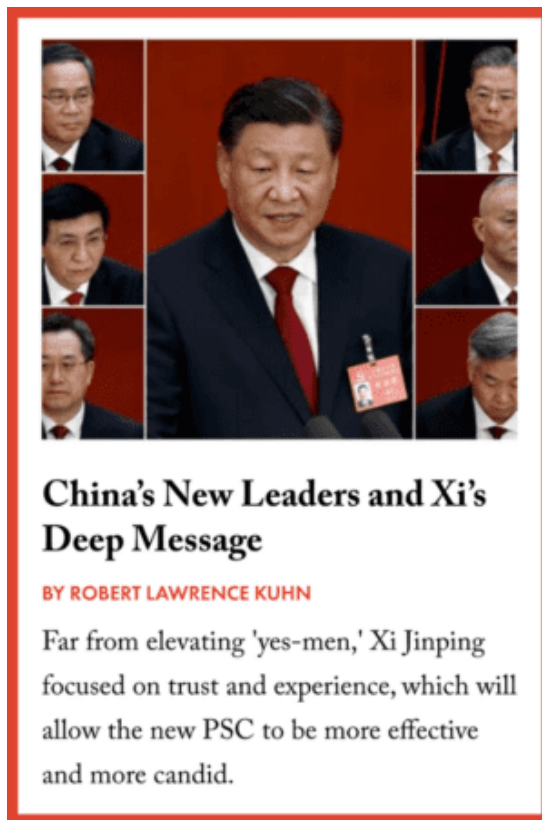 China’s New Leaders and Xi’s
Deep Message
BY ROBERT LAWRENCE KUHN
Far from elevating 'yes-men,' Xi Jinping
focused on trust and experience, which will
allow the new PSC to be more effective
and more candid.